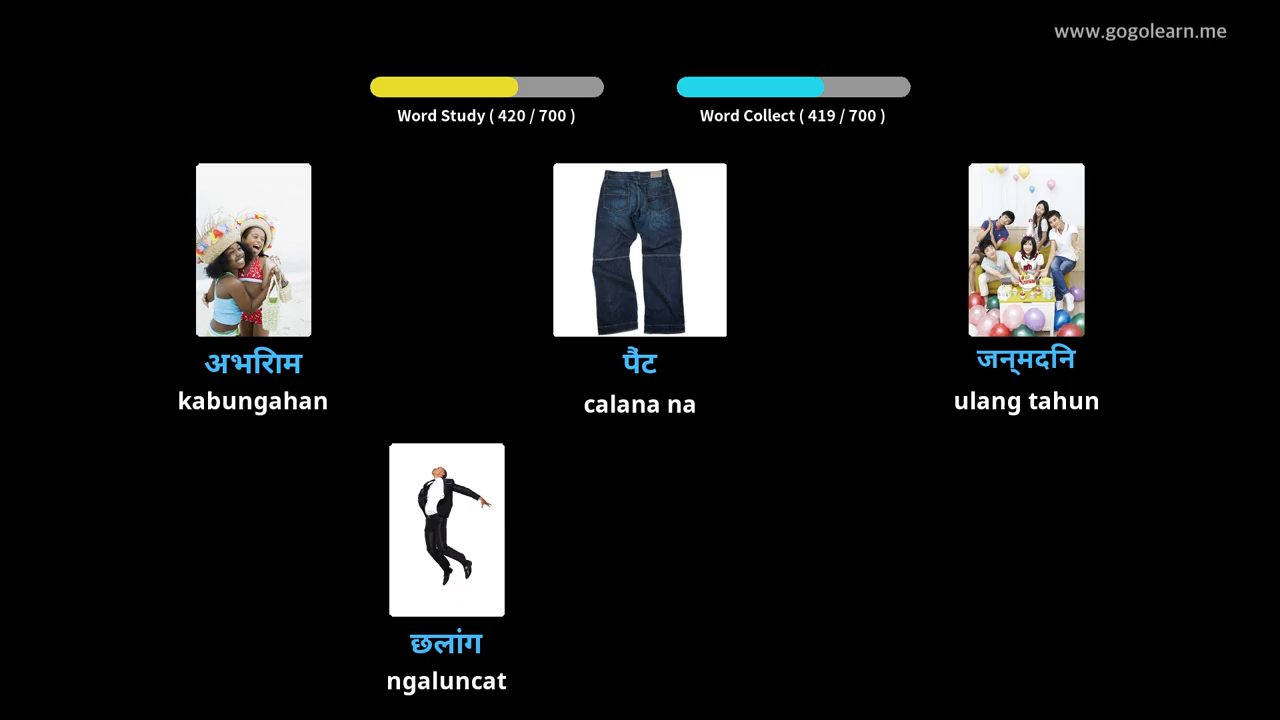 www.gogolearn.me
Word Study ( 420 / 700 )
Word Collect ( 419 / 700 )
अभरिाम
kabungahan
पैंट
calana na
जन्‌मदनि
ulang tahun
छलांग
ngaluncat